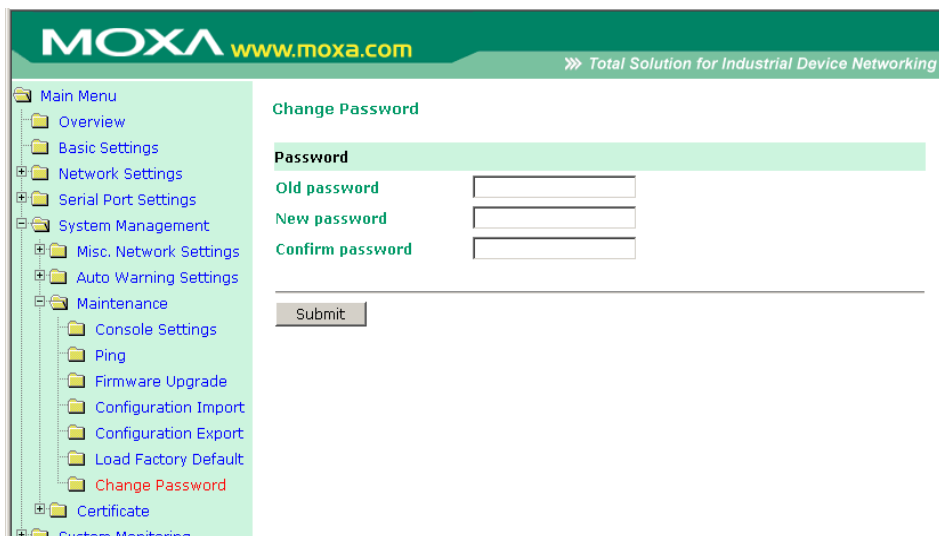 MOXA www.moxa.com
Total Solution for Industrial Device Networking
Main Menu
Overview
Basic Settings
Network Settings
Serial Port Settings
System Management
Misc. Network Settings
Auto Warning Settings
Maintenance
Console Settings
Ping
Firmware Upgrade
Configuration Import
Configuration Export
Load Factory Default
Change Password
Certificate
System Monitoring
Change Password
Password
Old password
New password
Confirm password
Submit